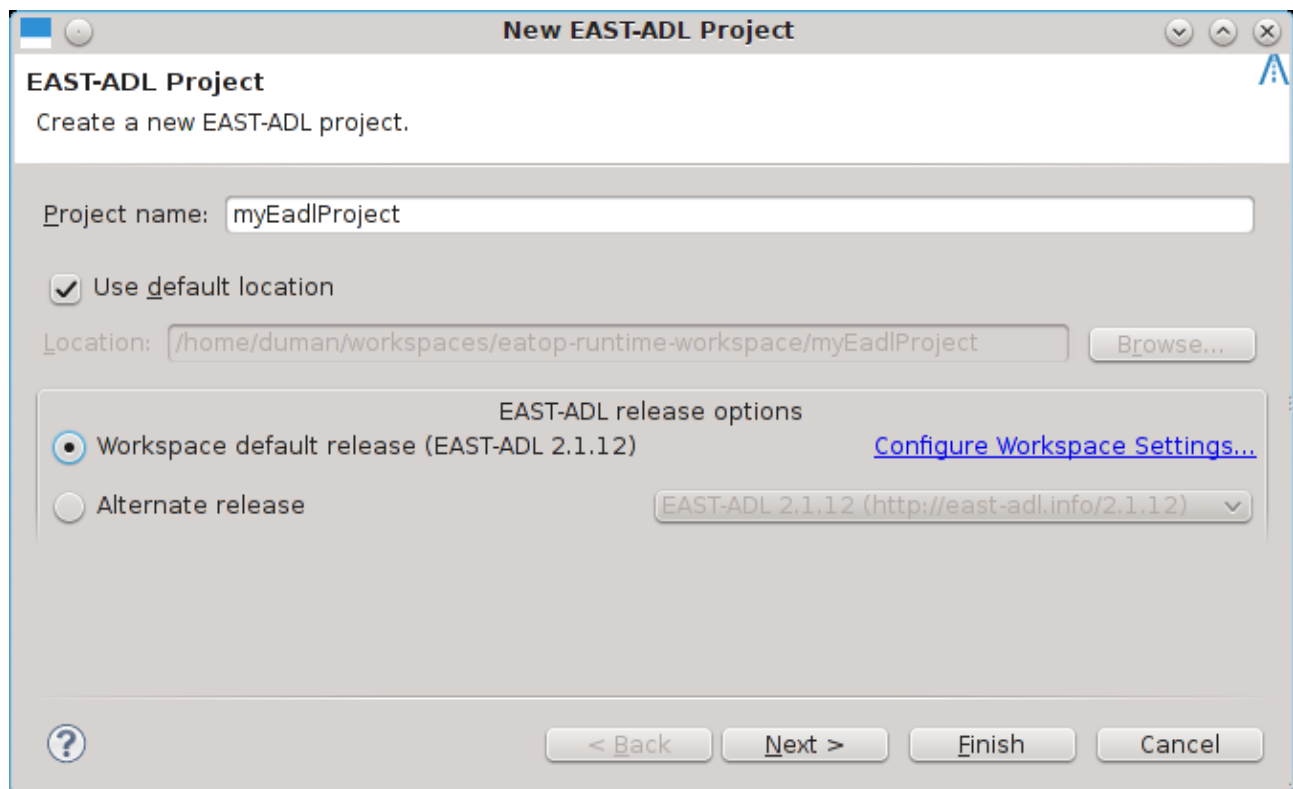 New EAST-ADL Project
EAST-ADL Project
Create a new EAST-ADL project.
Project name: myEadlProject
Use default location
Location: /home/duman/workspaces/eatop-runtime-workspace/myEadlProject Browse...
EAST-ADL release options
Workspace default release (EAST-ADL 2.1.12) Configure Workspace Settings...
Alternate release EAST-ADL 2.1.12 (http://east-adl.info/2.1.12)
? < Back Next > Finish Cancel